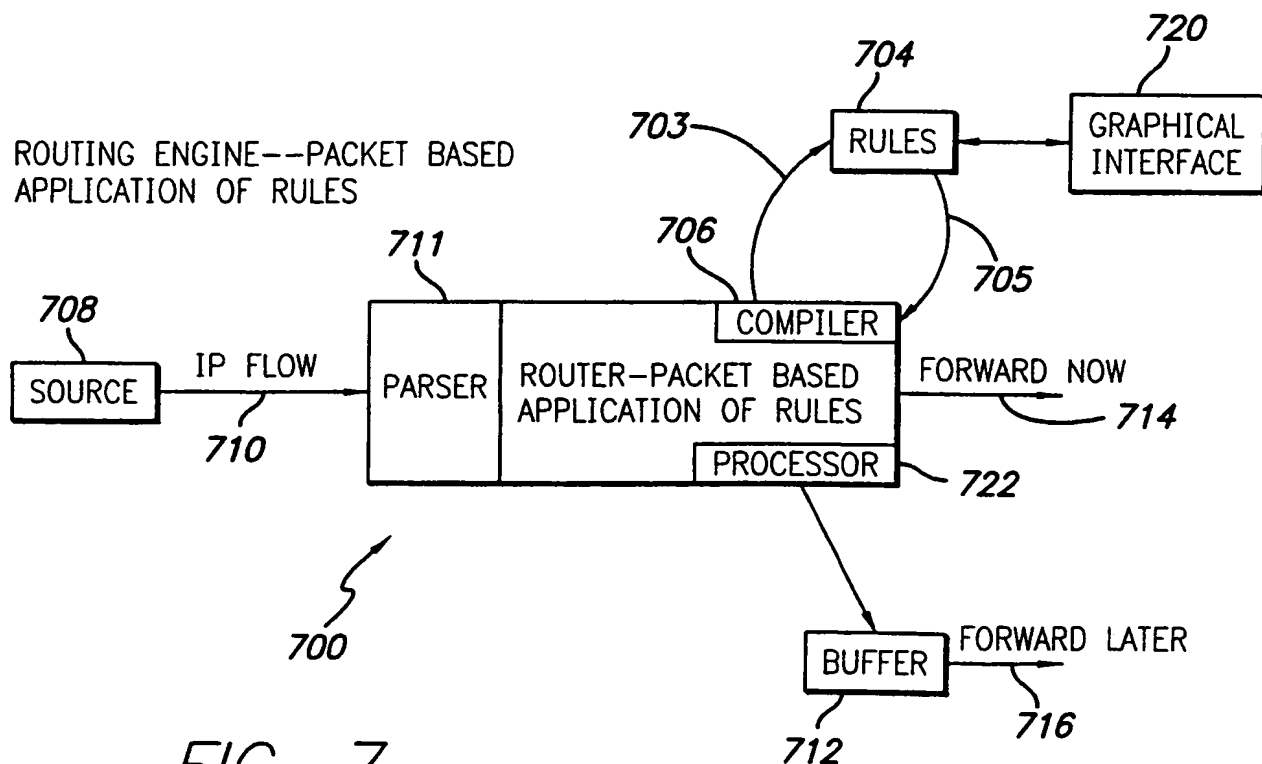 704
720
703
RULES
GRAPHICAL
INTERFACE
ROUTING ENGINE--PACKET BASED
APPLICATION OF RULES
711
706
705
708
COMPILER
SOURCE
IP FLOW
710
PARSER
ROUTER-PACKET BASED
APPLICATION OF RULES
FORWARD NOW
714
PROCESSOR
722
700
BUFFER
FORWARD LATER
712
716
FIG. 7